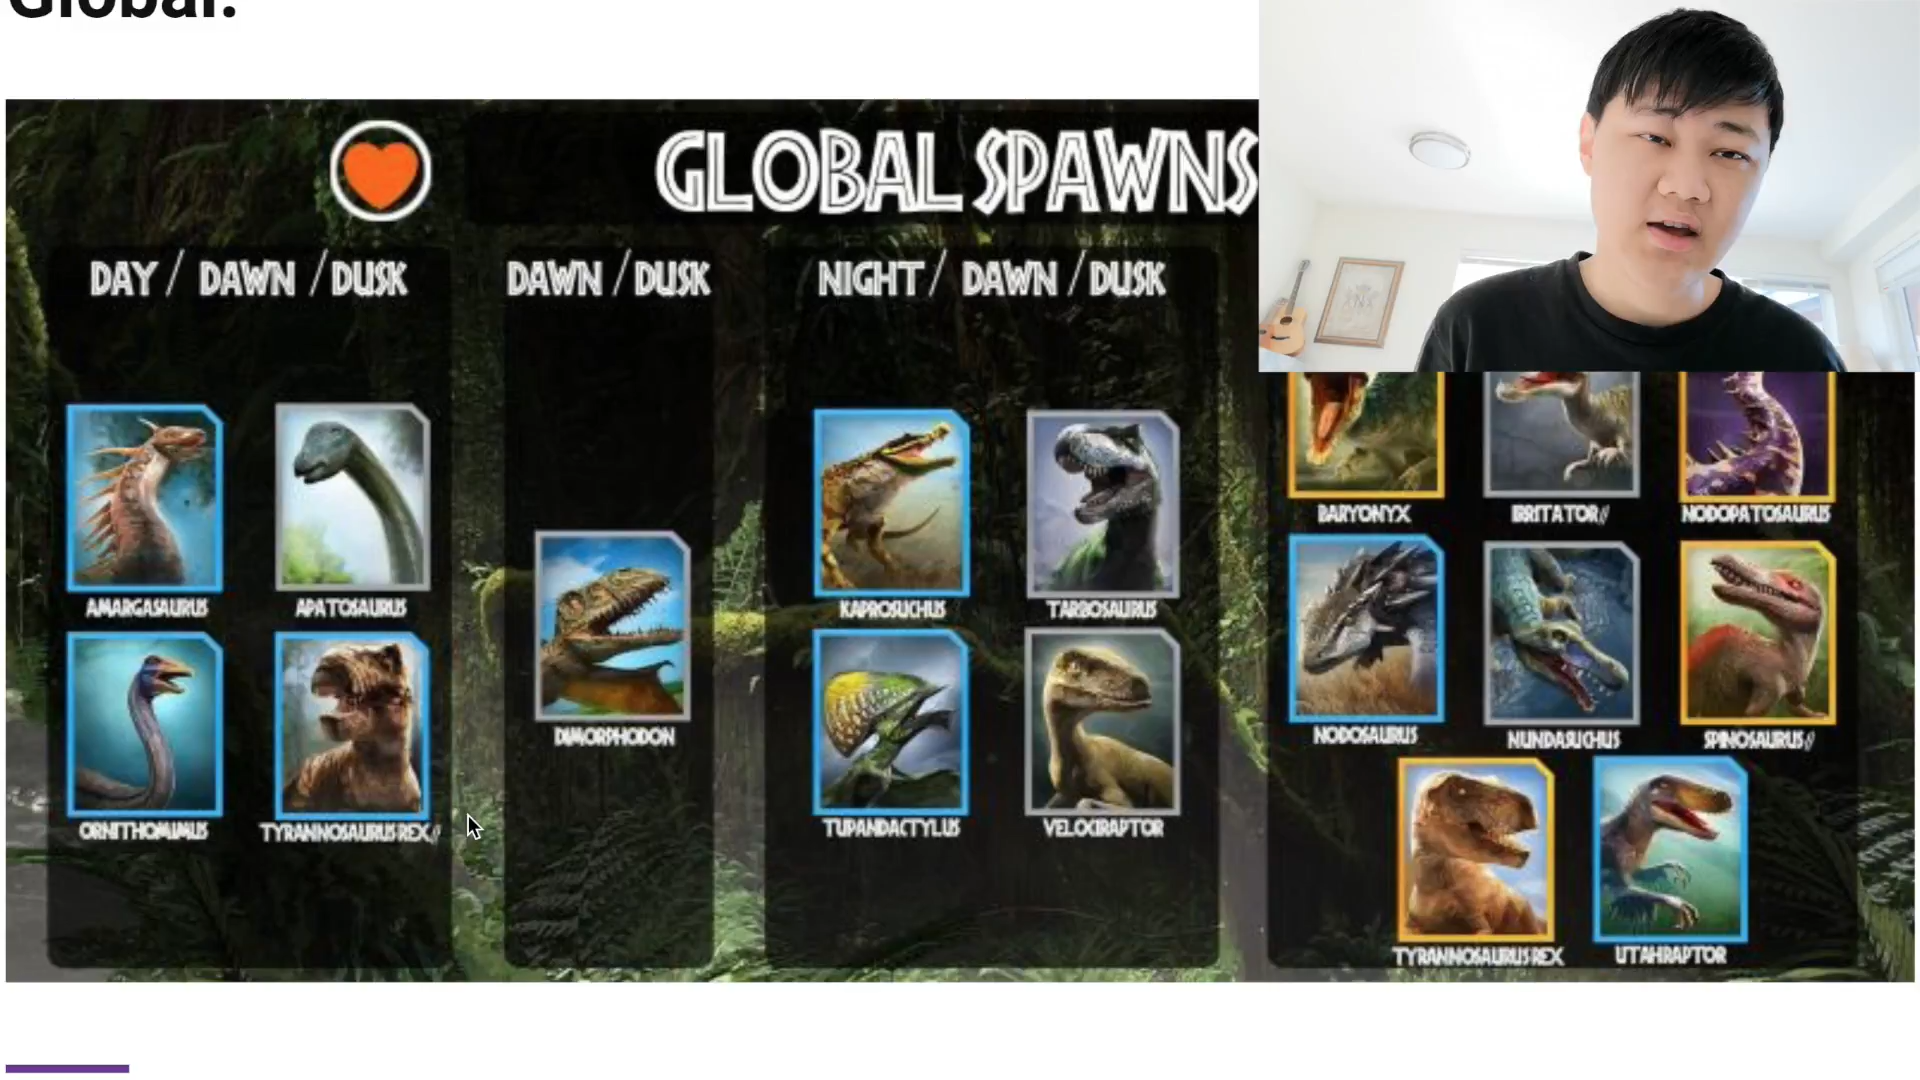 Global:
GLOBAL SPAWNS
DAY / DAWN / DUSK
DAWN / DUSK
NIGHT / DAWN / DUSK
AMARGASAURUS
APATOSAURUS
ORNITHOMIMUS
TYRANNOSAURUS REX//
DIMORPHODON
KAPROSUCHUS
TARBOSAURUS
TUPANDACTYLUS
VELOCIRAPTOR
BARYONYX
IRRITATOR//
NODOPATOSAURUS
NODOSAURUS
NUNDASUCHUS
SPINOSAURUS//
TYRANNOSAURUS REX
UTAHRAPTOR